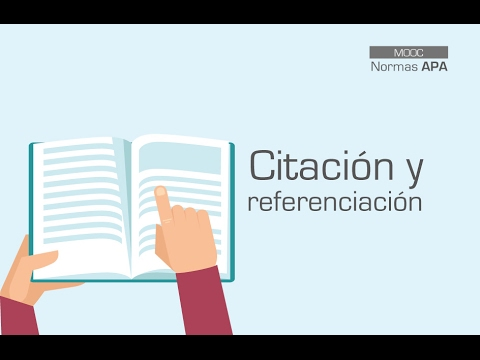 MOOC
Normas APA
Citación y
referenciación